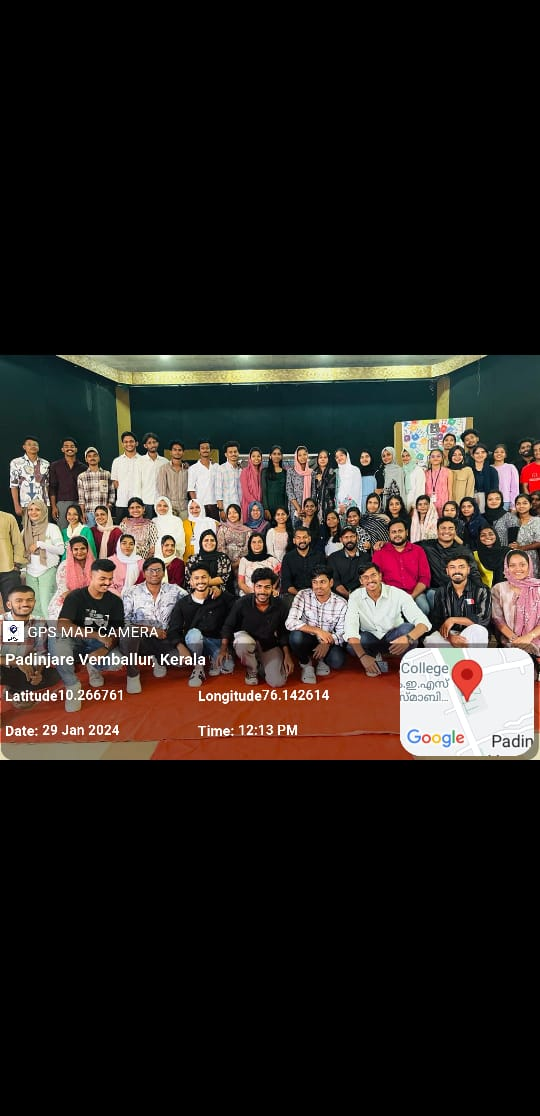 GPS MAP CAMERA
Padinjare Vemballur, Kerala
Latitude10.266761
Longitude76.142614
Date: 29 Jan 2024
Time: 12:13 PM
College
കെ.ഇ.എസ്
സ്മാബി...
Google
Padin